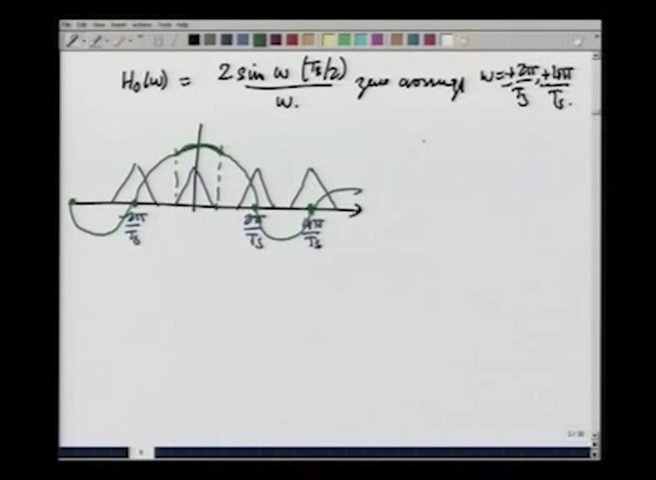 H₀(ω) = 2 sin ω (Ts/2) / ω. zero crossings ω = ±2π/Ts, ±4π/Ts.
-2π/Ts 2π/Ts 4π/Ts